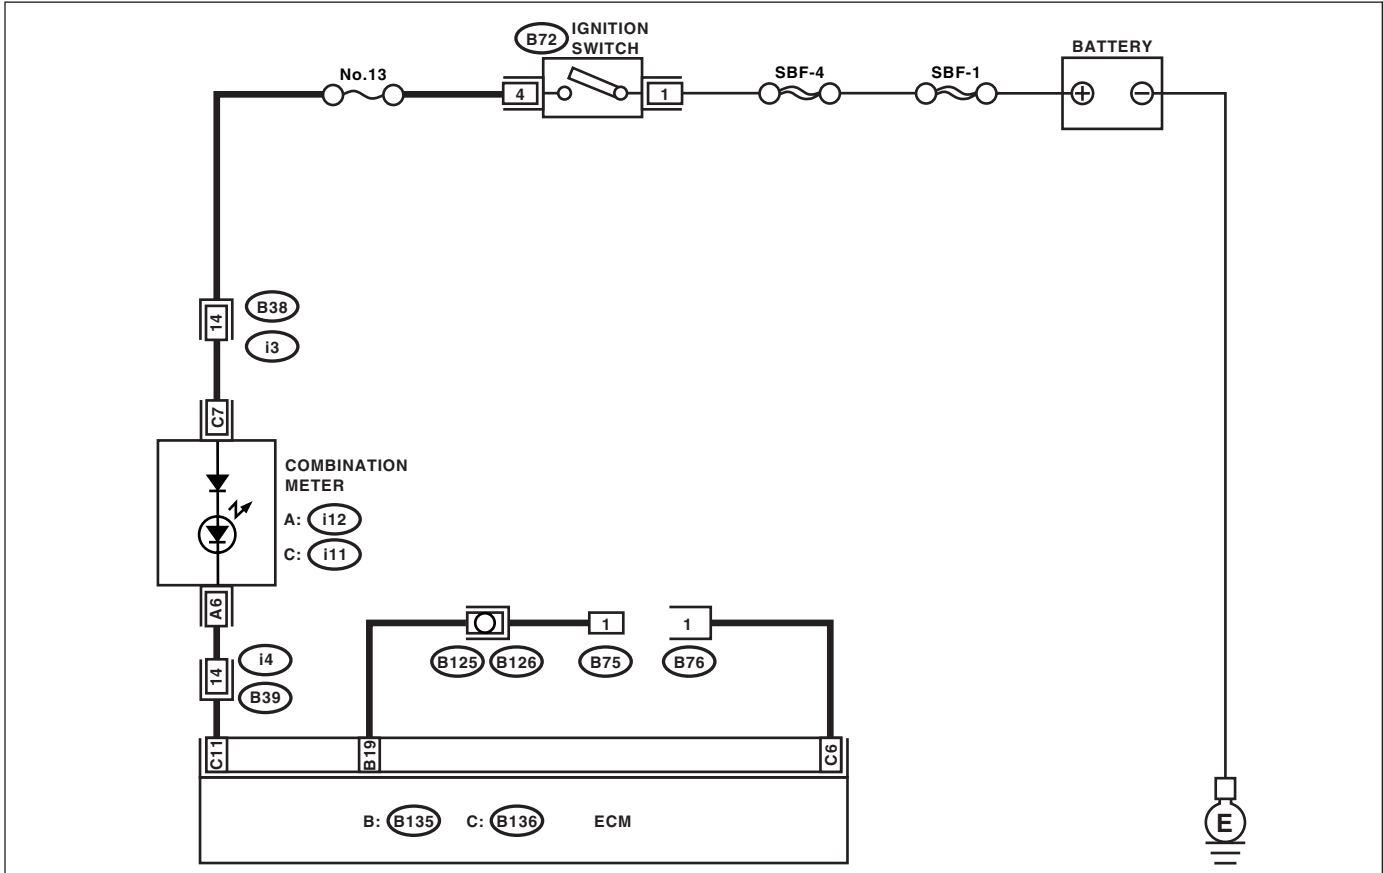 B72
IGNITION
SWITCH
BATTERY
No.13
SBF-4
SBF-1
4
1
14
B38
i3
C7
COMBINATION
METER
A: i12
C: i11
A6
1
1
i4
14
B39
B125
B126
B75
B76
C11
B19
C6
B: B135
C: B136
ECM
E